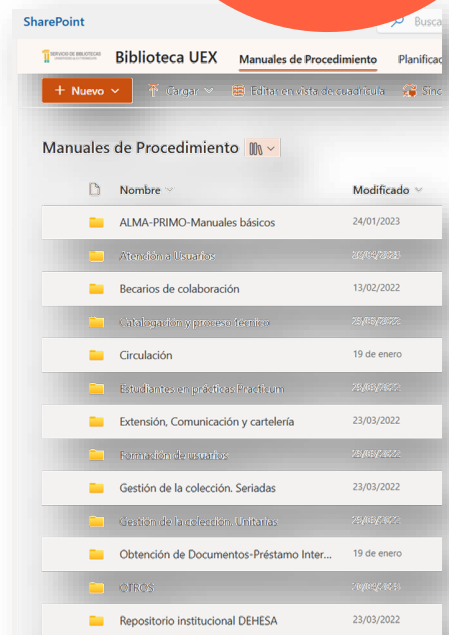 SharePoint
Busca
SERVICIO DE BIBLIOTECAS
Biblioteca UEX Manuales de Procedimiento Planificac
+ Nuevo Cargar Editar en vista de cuadrícula Sinc
Manuales de Procedimiento
Nombre Modificado
ALMA-PRIMO-Manuales básicos 24/01/2023
Atención a Usuarios
Becarios de colaboración 13/02/2022
Catalogación y proceso técnico
Circulación 19 de enero
Estudiantes en prácticas Practicum
Extensión, Comunicación y cartelería 23/03/2022
Formación de usuarios
Gestión de la colección. Seriadas 23/03/2022
Gestión de la colección. Unitarias
Obtención de Documentos-Préstamo Inter... 19 de enero
OTROS
Repositorio institucional DEHESA 23/03/2022